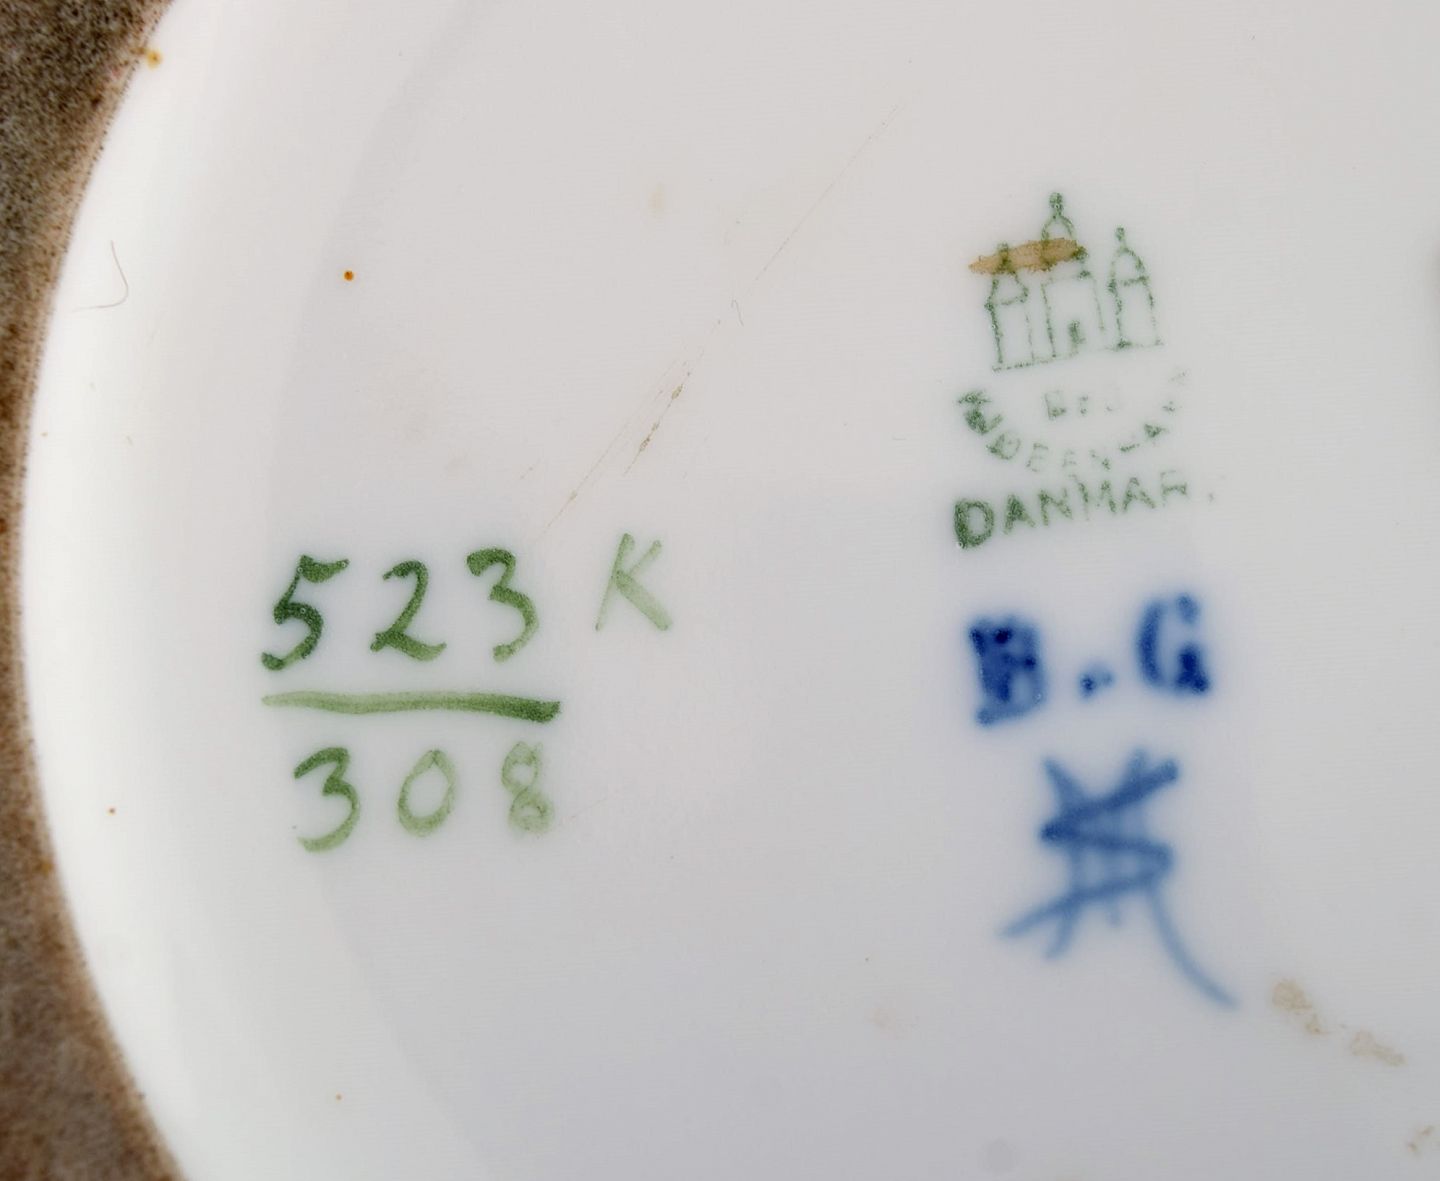 523 K
308
DANMAR
B.G